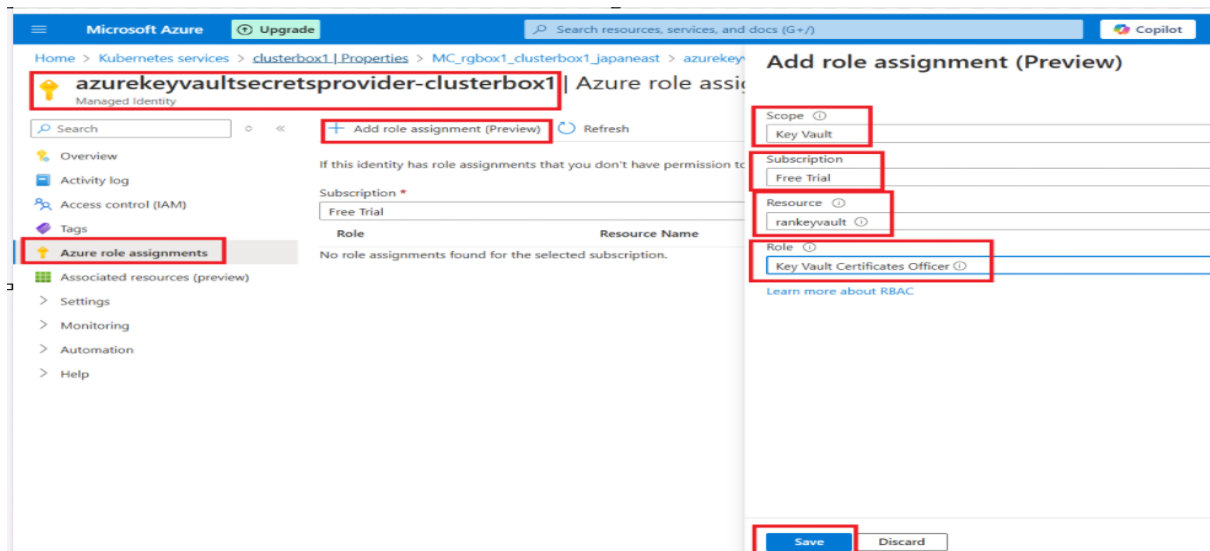 Microsoft Azure
Upgrade
Search resources, services, and docs (G+/)
Copilot
Home > Kubernetes services > clusterbox1 | Properties > MC_rgbox1_clusterbox1_japaneast > azurekey
azurekeyvaultsecretsprovider-clusterbox1 | Azure role assi
Managed Identity
Search
+ Add role assignment (Preview)
Refresh
Overview
Activity log
Access control (IAM)
Tags
Azure role assignments
Associated resources (preview)
> Settings
> Monitoring
> Automation
> Help
If this identity has role assignments that you don't have permission to
Subscription *
Free Trial
Role
Resource Name
No role assignments found for the selected subscription.
Add role assignment (Preview)
Scope
Key Vault
Subscription
Free Trial
Resource
rankeyvault
Role
Key Vault Certificates Officer
Learn more about RBAC
Save
Discard